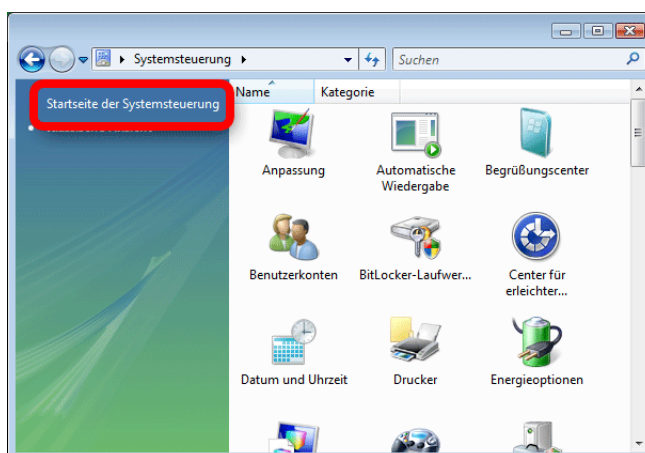 Systemsteuerung
Suchen
Startseite der Systemsteuerung
Name
Kategorie
Anpassung
Automatische
Wiedergabe
Begrüßungscenter
Benutzerkonten
BitLocker-Laufwer...
Center für
erleichter...
Datum und Uhrzeit
Drucker
Energieoptionen